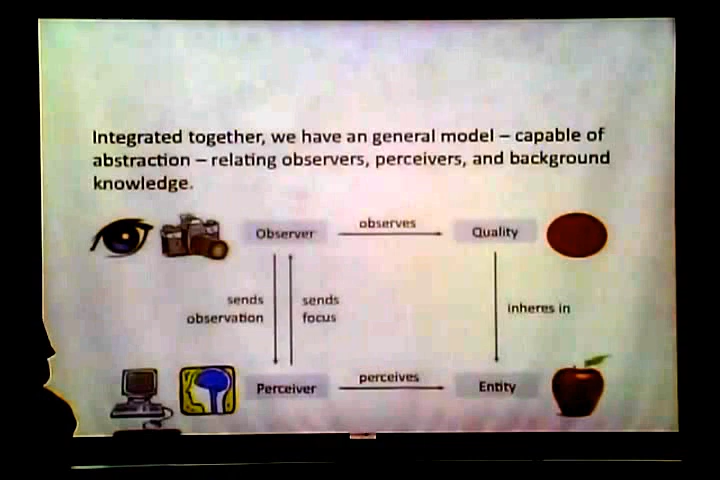 Integrated together, we have an general model – capable of
abstraction – relating observers, perceivers, and background
knowledge.
Observer
observes
Quality
sends
observation
sends
focus
inheres in
Perceiver
perceives
Entity